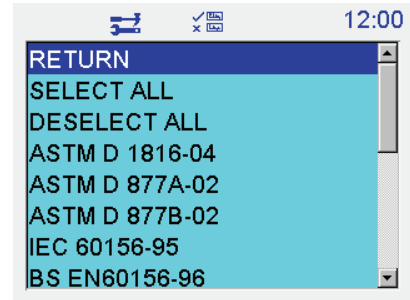 12:00
RETURN
SELECT ALL
DESELECT ALL
ASTM D 1816-04
ASTM D 877A-02
ASTM D 877B-02
IEC 60156-95
BS EN60156-96